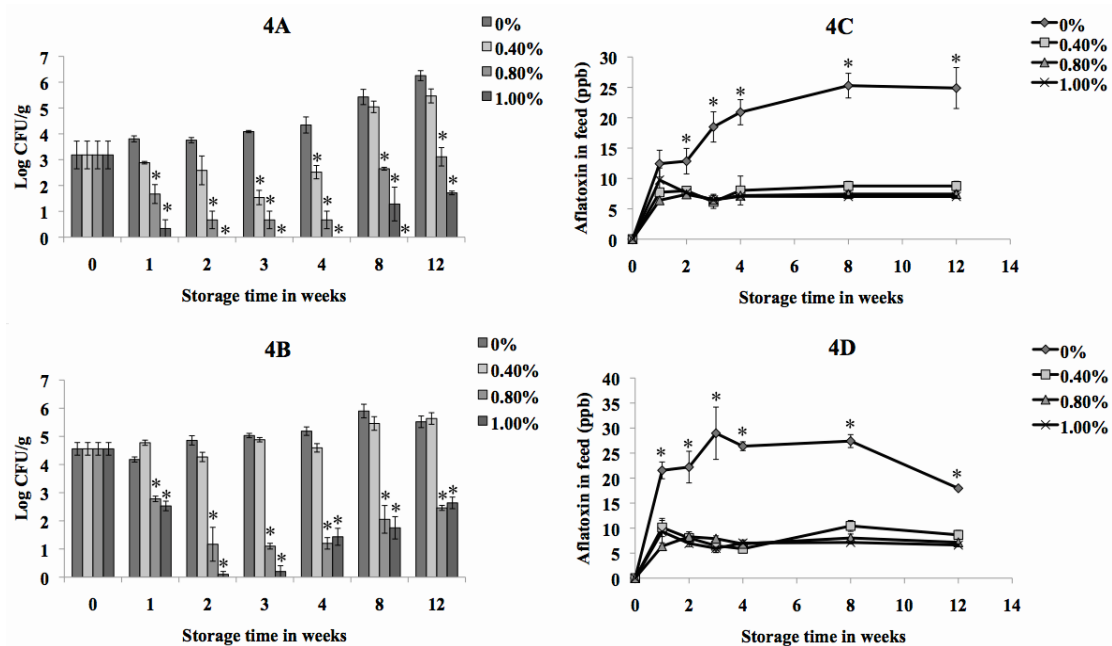 4A
0%
0.40%
0.80%
1.00%
Log CFU/g
7
6
5
4
3
2
1
0
* * * * * * * * * * * * *
0 1 2 3 4 8 12
Storage time in weeks
4C
0%
0.40%
0.80%
1.00%
Aflatoxin in feed (ppb)
30
25
20
15
10
5
0
* * * * *
0 2 4 6 8 10 12 14
Storage time in weeks
4B
0%
0.40%
0.80%
1.00%
Log CFU/g
7
6
5
4
3
2
1
0
* * * * * * * * * * * *
0 1 2 3 4 8 12
Storage time in weeks
4D
0%
0.40%
0.80%
1.00%
Aflatoxin in feed (ppb)
40
35
30
25
20
15
10
5
0
* * * * * *
0 2 4 6 8 10 12 14
Storage time in weeks